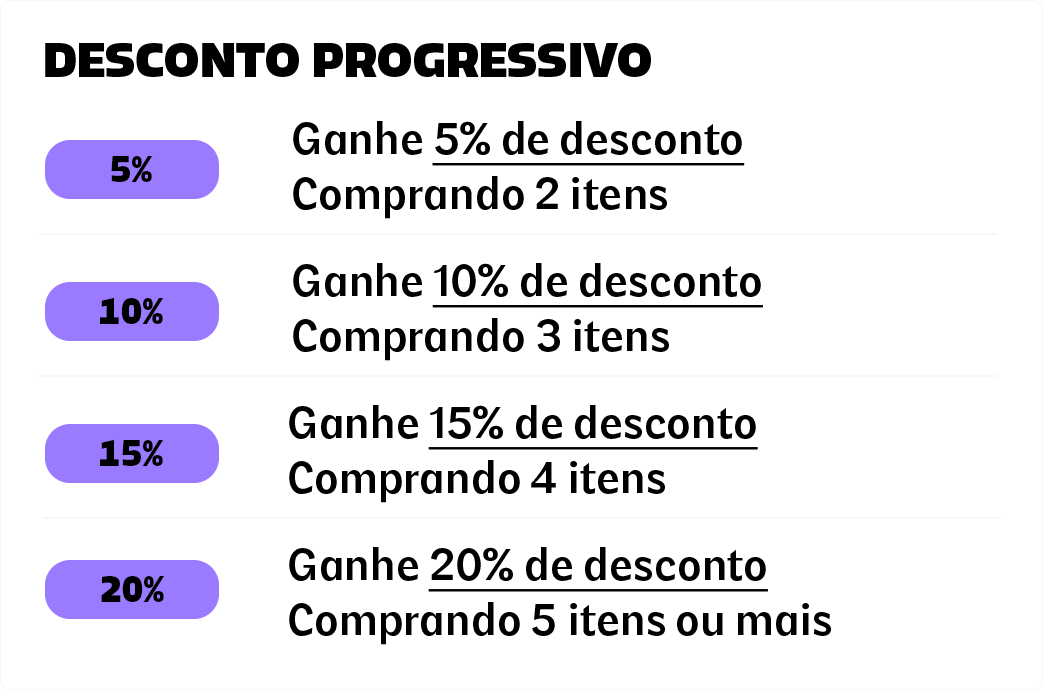 DESCONTO PROGRESSIVO
5%
Ganhe 5% de desconto
Comprando 2 itens
10%
Ganhe 10% de desconto
Comprando 3 itens
15%
Ganhe 15% de desconto
Comprando 4 itens
20%
Ganhe 20% de desconto
Comprando 5 itens ou mais